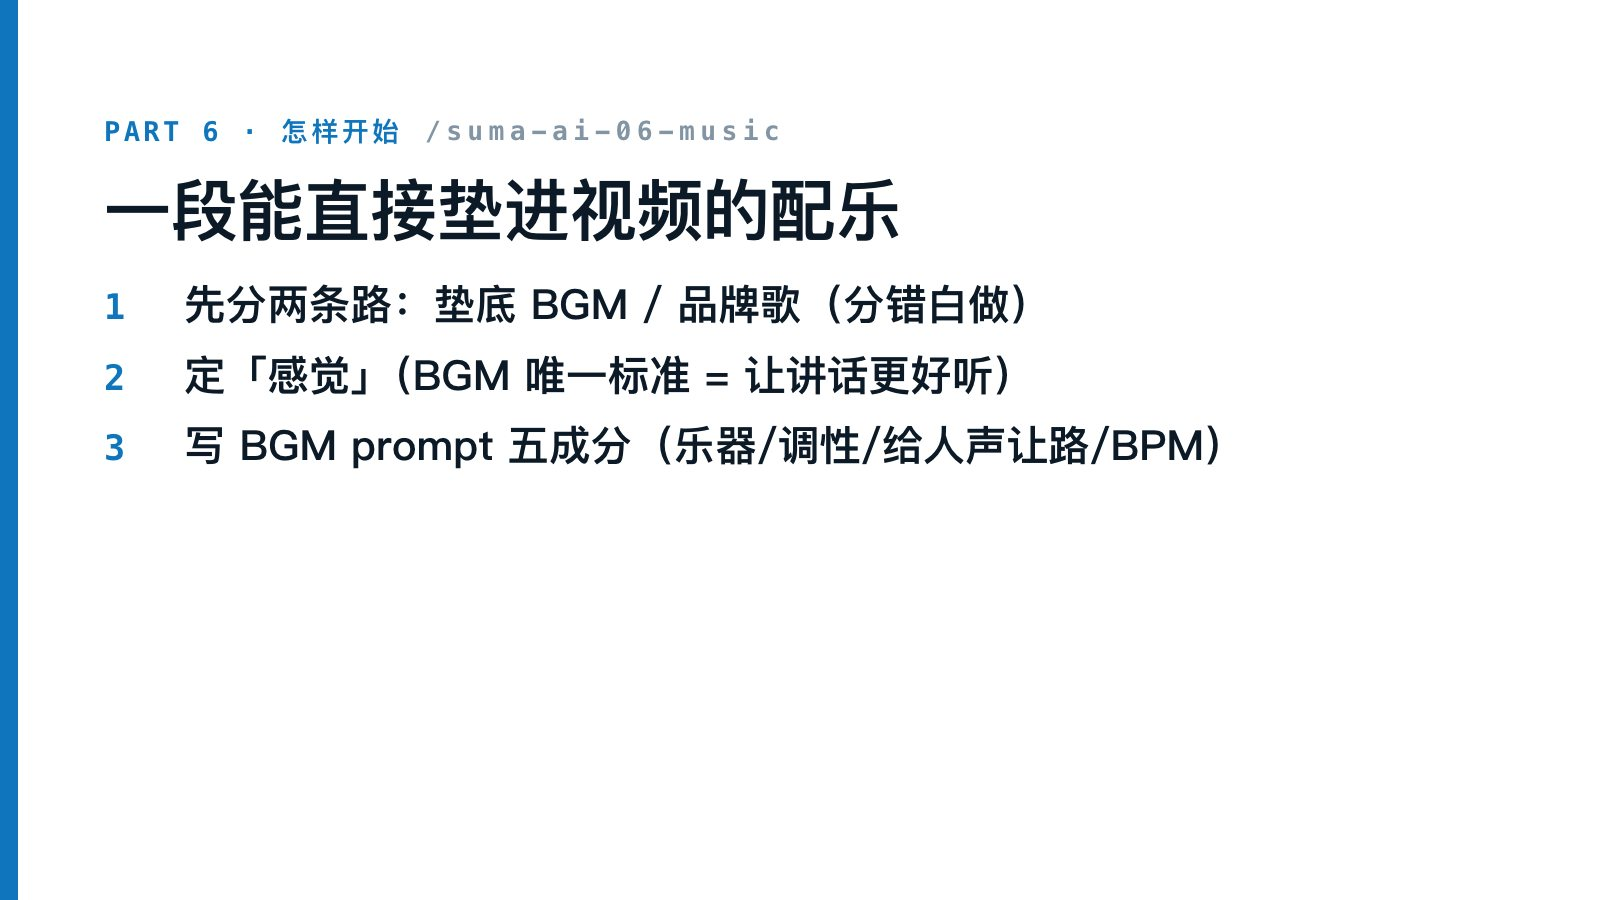 PART 6 · 怎样开始 /suma-ai-06-music
一段能直接垫进视频的配乐
1 先分两条路：垫底 BGM / 品牌歌（分错白做）
2 定「感觉」（BGM 唯一标准 = 让讲话更好听）
3 写 BGM prompt 五成分（乐器/调性/给人声让路/BPM）